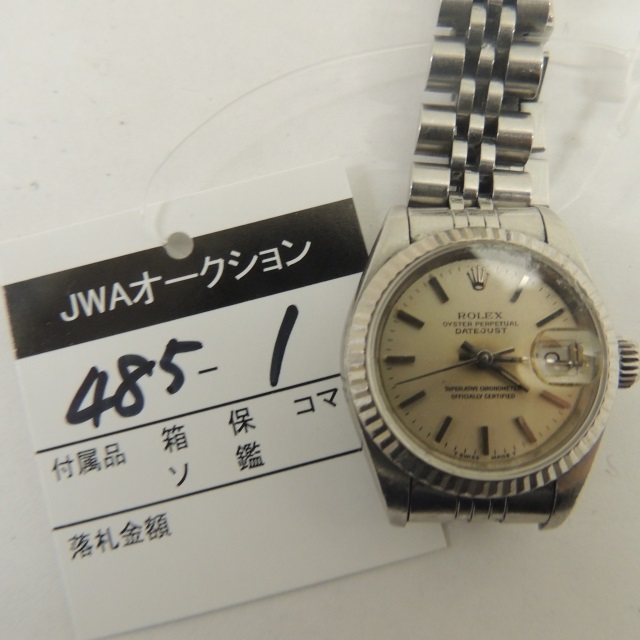 JWAオークション
485-1
付属品 箱 保 コマ
ソ 鑑
落札金額
ROLEX
OYSTER PERPETUAL
DATEJUST
SUPERLATIVE CHRONOMETER
OFFICIALLY CERTIFIED